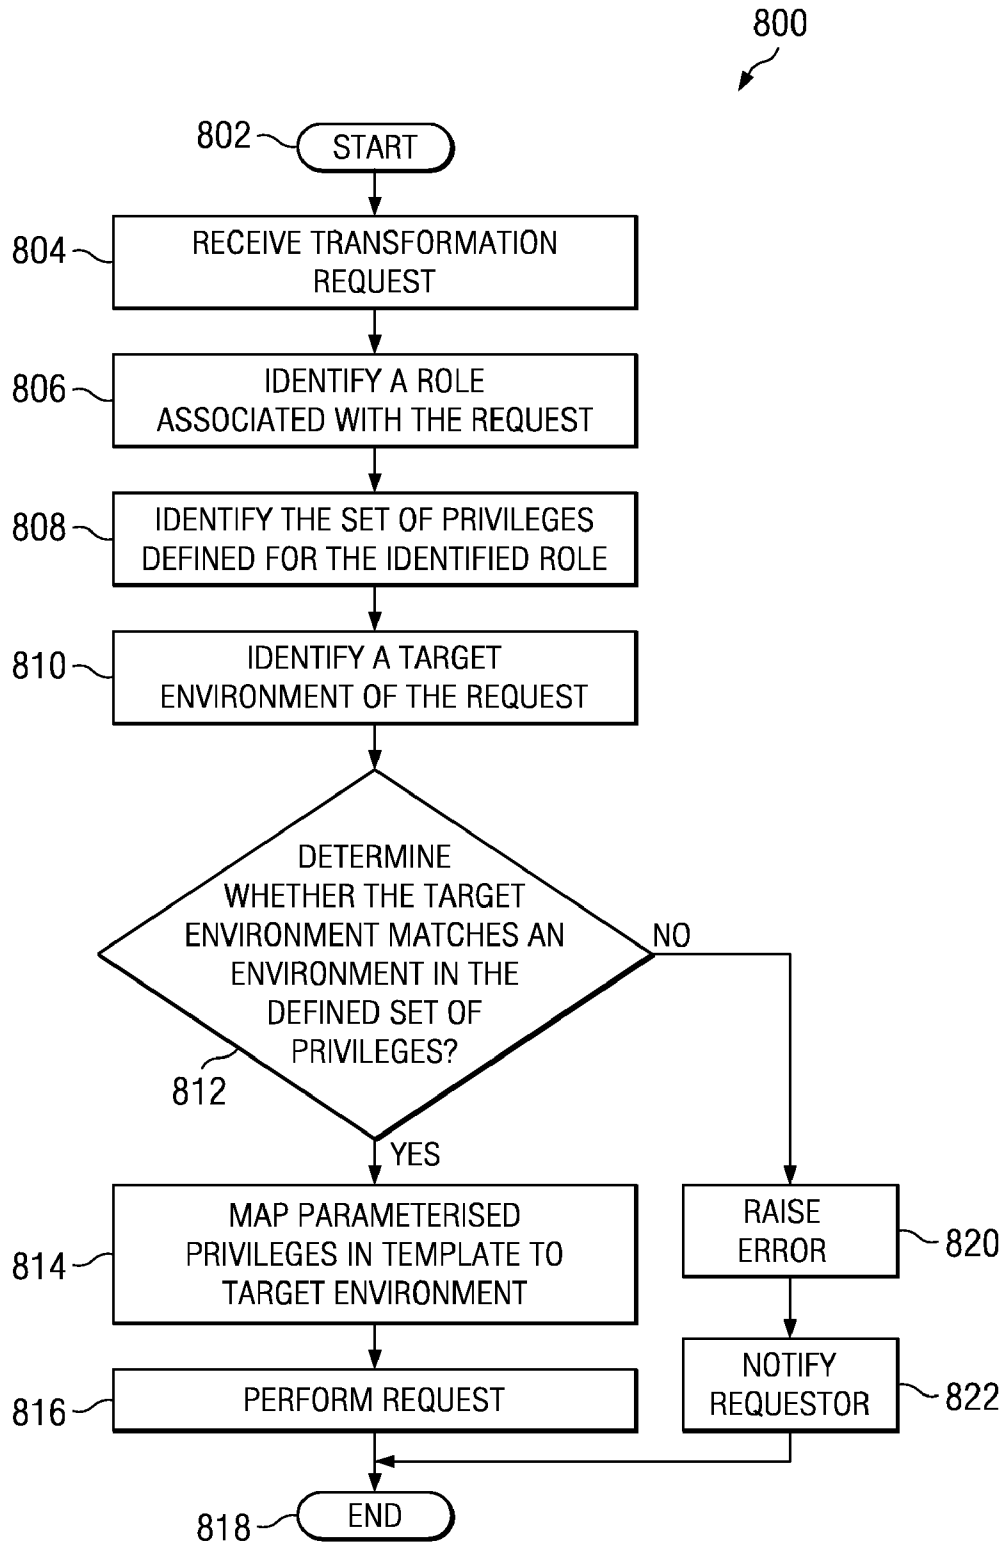 800
802
START
804
RECEIVE TRANSFORMATION
REQUEST
806
IDENTIFY A ROLE
ASSOCIATED WITH THE REQUEST
808
IDENTIFY THE SET OF PRIVILEGES
DEFINED FOR THE IDENTIFIED ROLE
810
IDENTIFY A TARGET
ENVIRONMENT OF THE REQUEST
DETERMINE
WHETHER THE TARGET
ENVIRONMENT MATCHES AN
ENVIRONMENT IN THE
DEFINED SET OF
PRIVILEGES?
NO
812
YES
814
MAP PARAMETERISED
PRIVILEGES IN TEMPLATE TO
TARGET ENVIRONMENT
RAISE
ERROR
820
816
PERFORM REQUEST
NOTIFY
REQUESTOR
822
818
END